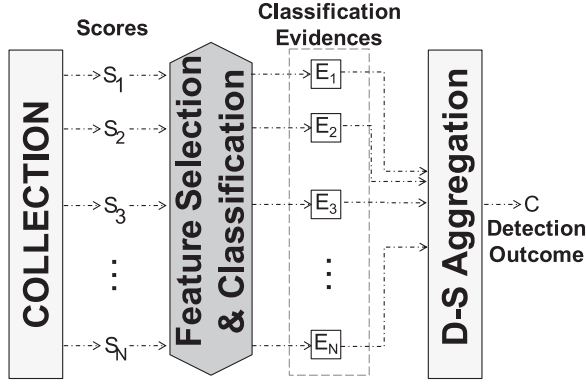 Scores
Classification
Evidences
COLLECTION
S1
S2
S3
...
SN
Feature Selection
& Classification
E1
E2
E3
...
EN
D-S Aggregation
C
Detection
Outcome